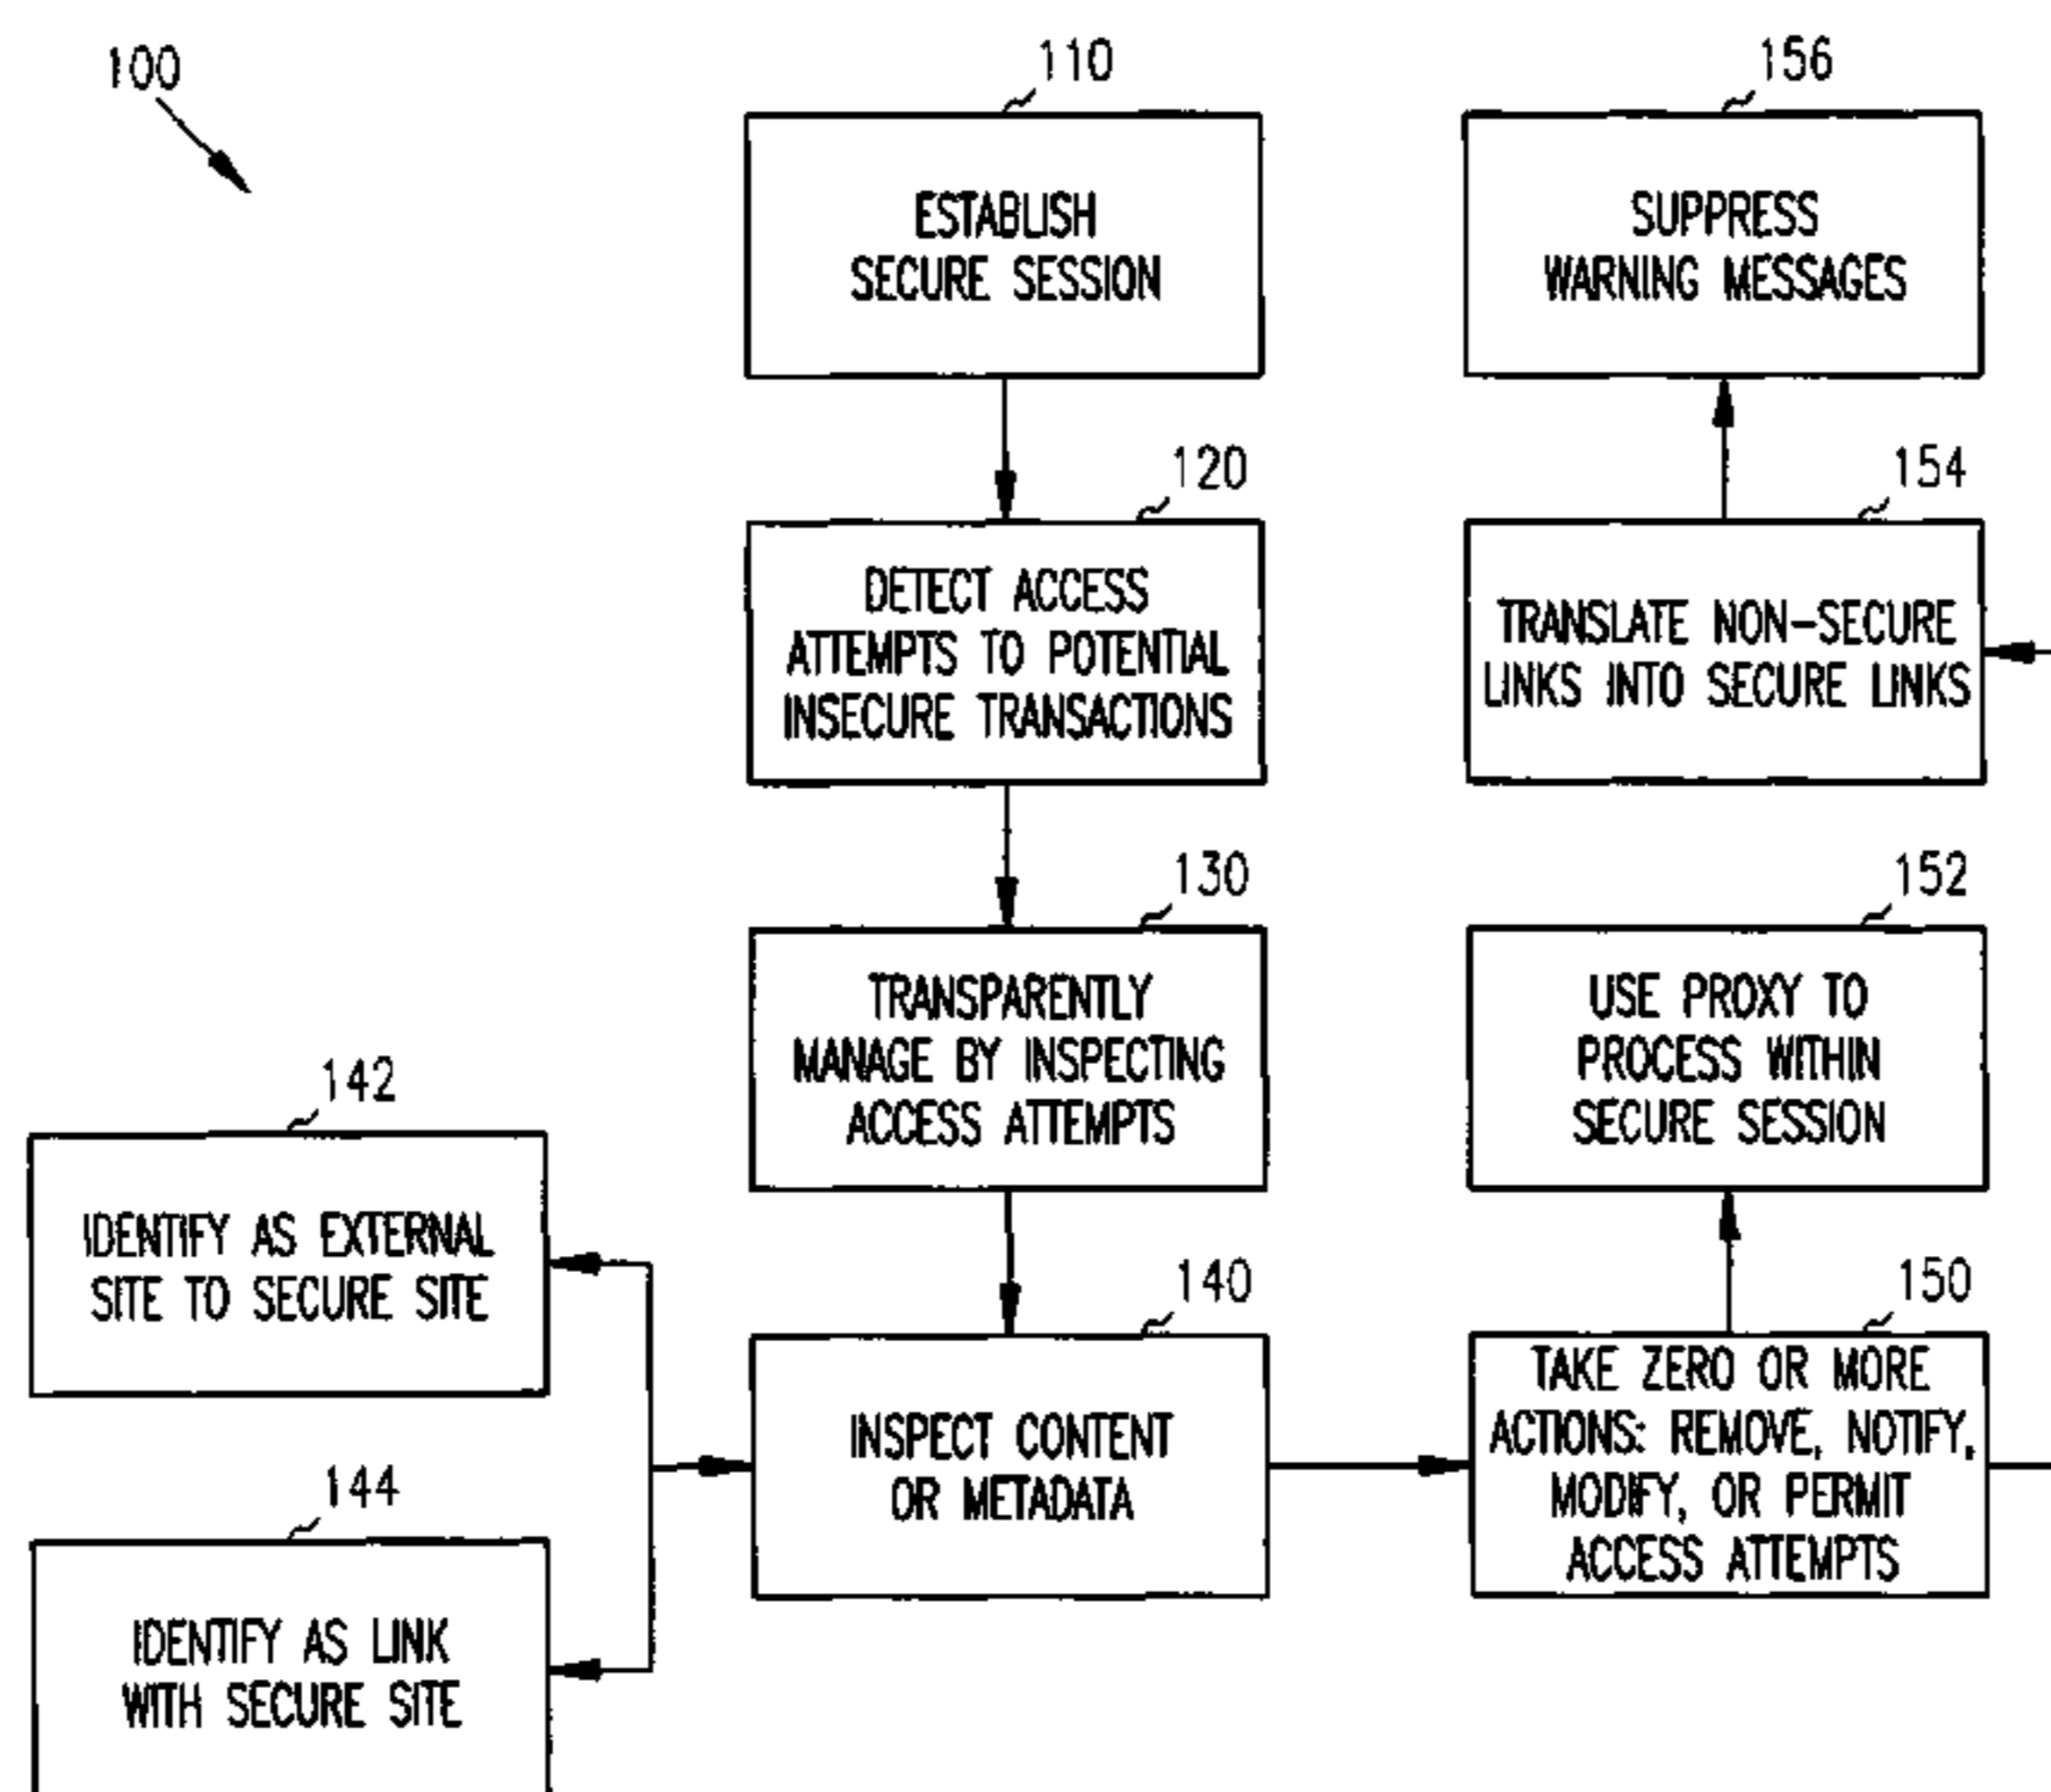 100
110
ESTABLISH
SECURE SESSION
120
DETECT ACCESS
ATTEMPTS TO POTENTIAL
INSECURE TRANSACTIONS
130
TRANSPARENTLY
MANAGE BY INSPECTING
ACCESS ATTEMPTS
140
INSPECT CONTENT
OR METADATA
142
IDENTIFY AS EXTERNAL
SITE TO SECURE SITE
144
IDENTIFY AS LINK
WITH SECURE SITE
150
TAKE ZERO OR MORE
ACTIONS: REMOVE, NOTIFY,
MODIFY, OR PERMIT
ACCESS ATTEMPTS
152
USE PROXY TO
PROCESS WITHIN
SECURE SESSION
154
TRANSLATE NON-SECURE
LINKS INTO SECURE LINKS
156
SUPPRESS
WARNING MESSAGES